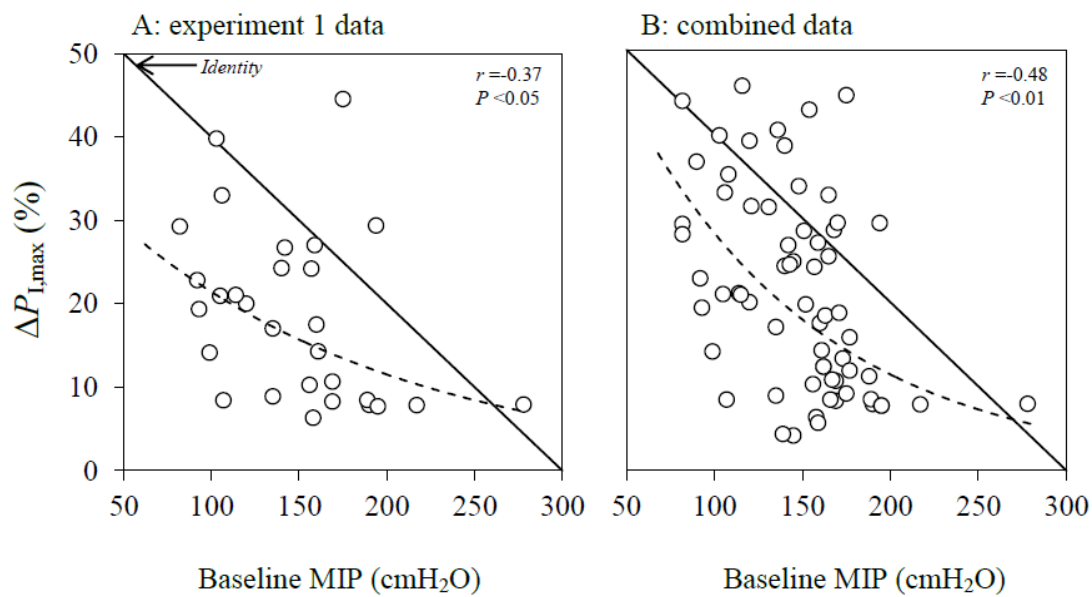 A: experiment 1 data
B: combined data
50
40
30
20
10
0
ΔP_I,max (%)
Identity
r =-0.37
P <0.05
r =-0.48
P <0.01
50 100 150 200 250 300
50 100 150 200 250 300
Baseline MIP (cmH₂O)
Baseline MIP (cmH₂O)